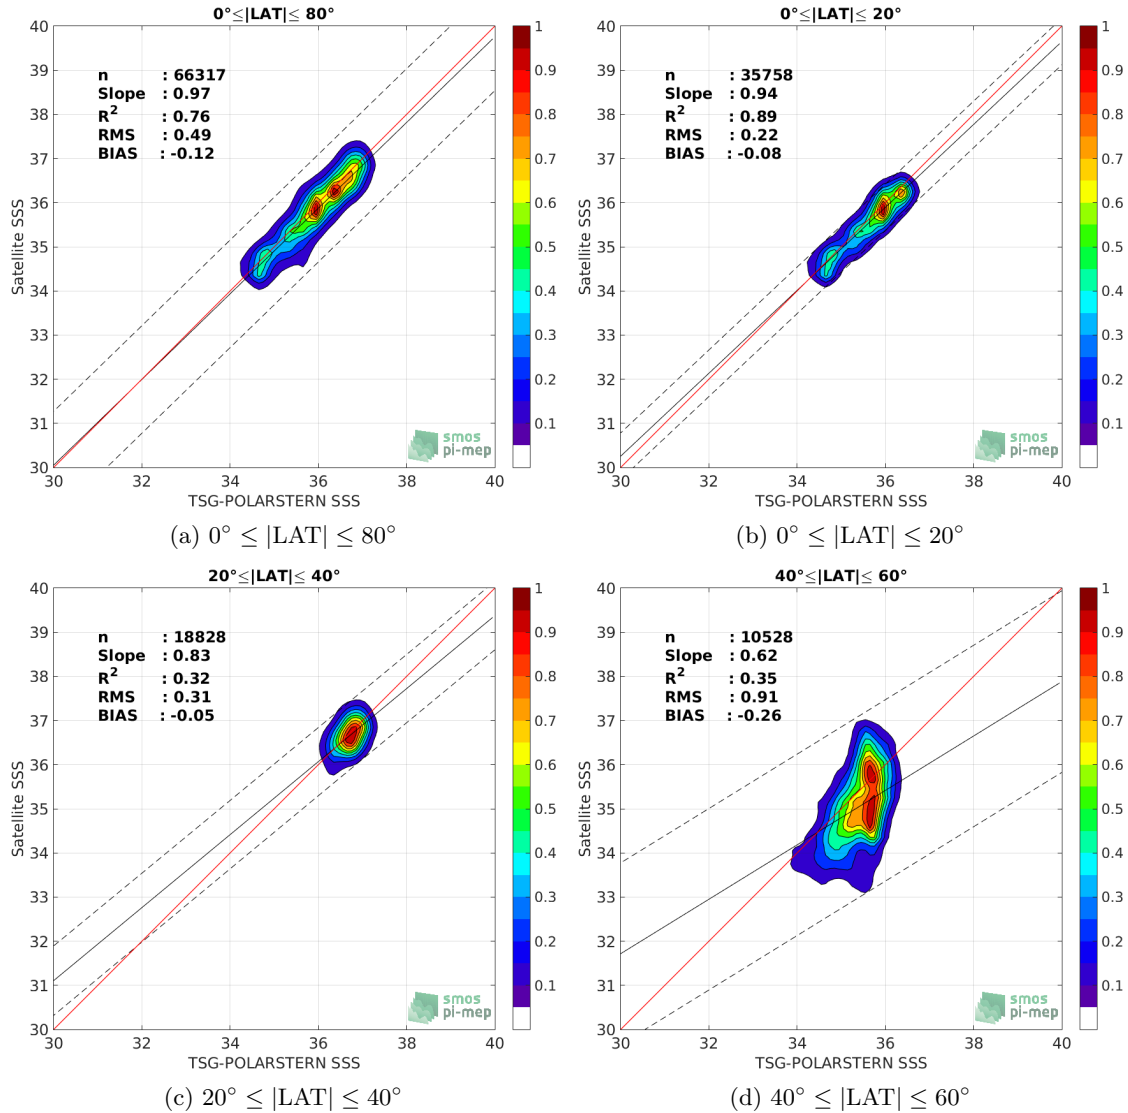 0°≤|LAT|≤ 80°
n : 66317
Slope : 0.97
R² : 0.76
RMS : 0.49
BIAS : -0.12
Satellite SSS
40
39
38
37
36
35
34
33
32
31
30
30 32 34 36 38 40
TSG-POLARSTERN SSS
1
0.9
0.8
0.7
0.6
0.5
0.4
0.3
0.2
0.1
smos
pi-mep
(a) 0° ≤ |LAT| ≤ 80°
0°≤|LAT|≤ 20°
n : 35758
Slope : 0.94
R² : 0.89
RMS : 0.22
BIAS : -0.08
Satellite SSS
40
39
38
37
36
35
34
33
32
31
30
30 32 34 36 38 40
TSG-POLARSTERN SSS
1
0.9
0.8
0.7
0.6
0.5
0.4
0.3
0.2
0.1
smos
pi-mep
(b) 0° ≤ |LAT| ≤ 20°
20°≤|LAT|≤ 40°
n : 18828
Slope : 0.83
R² : 0.32
RMS : 0.31
BIAS : -0.05
Satellite SSS
40
39
38
37
36
35
34
33
32
31
30
30 32 34 36 38 40
TSG-POLARSTERN SSS
1
0.9
0.8
0.7
0.6
0.5
0.4
0.3
0.2
0.1
smos
pi-mep
(c) 20° ≤ |LAT| ≤ 40°
40°≤|LAT|≤ 60°
n : 10528
Slope : 0.62
R² : 0.35
RMS : 0.91
BIAS : -0.26
Satellite SSS
40
39
38
37
36
35
34
33
32
31
30
30 32 34 36 38 40
TSG-POLARSTERN SSS
1
0.9
0.8
0.7
0.6
0.5
0.4
0.3
0.2
0.1
smos
pi-mep
(d) 40° ≤ |LAT| ≤ 60°